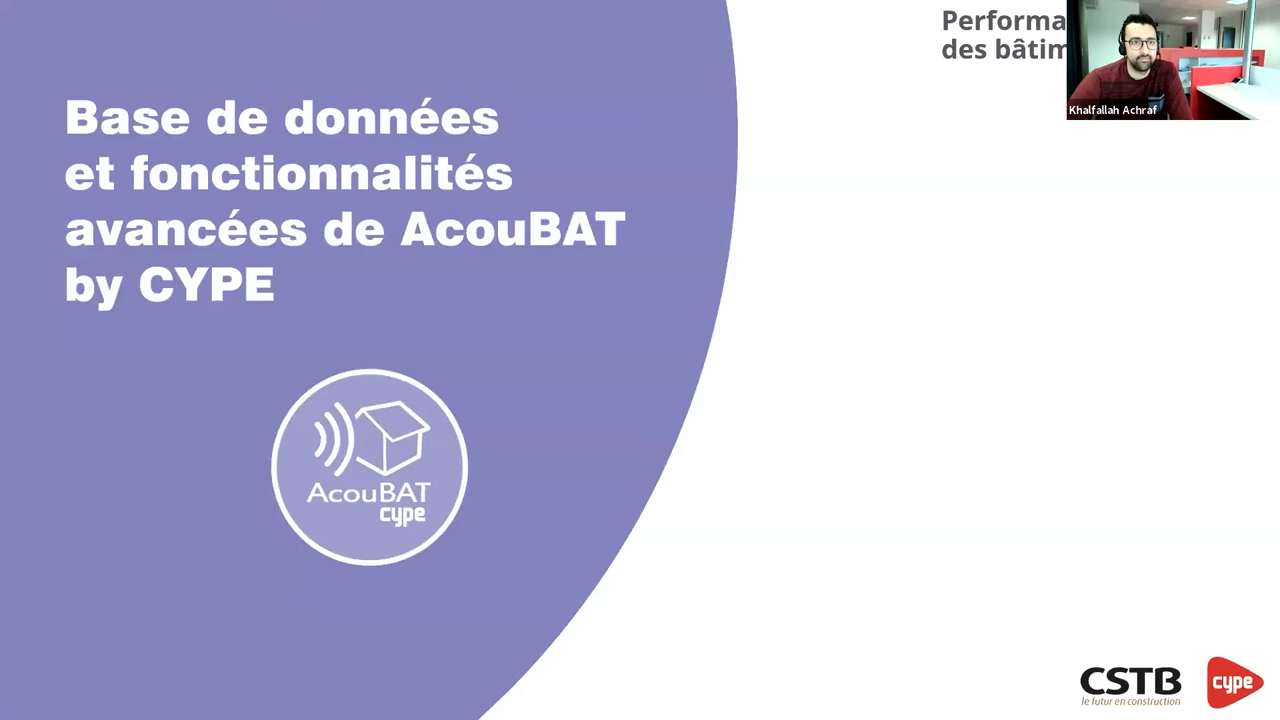 Base de données
et fonctionnalités
avancées de AcouBAT
by CYPE
AcouBAT
cype
Performa
des bâtim
Khalfallah Achraf
CSTB
le futur en construction
cype